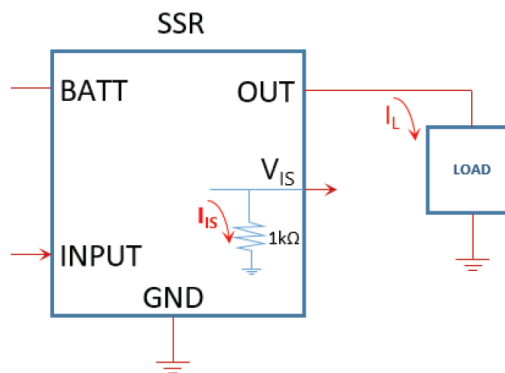 SSR
BATT
OUT
I_L
LOAD
V_IS
I_IS
1kΩ
INPUT
GND